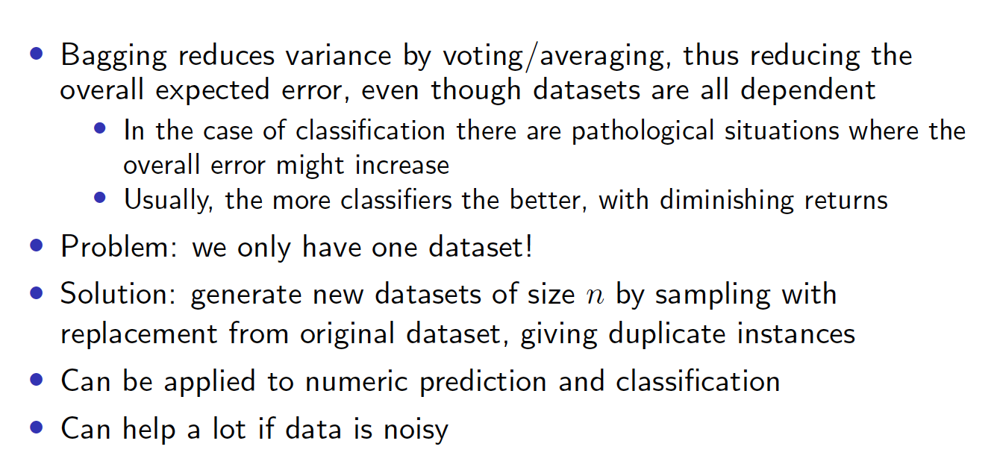 • Bagging reduces variance by voting/averaging, thus reducing the
overall expected error, even though datasets are all dependent
• In the case of classification there are pathological situations where the
overall error might increase
• Usually, the more classifiers the better, with diminishing returns
• Problem: we only have one dataset!
• Solution: generate new datasets of size n by sampling with
replacement from original dataset, giving duplicate instances
• Can be applied to numeric prediction and classification
• Can help a lot if data is noisy